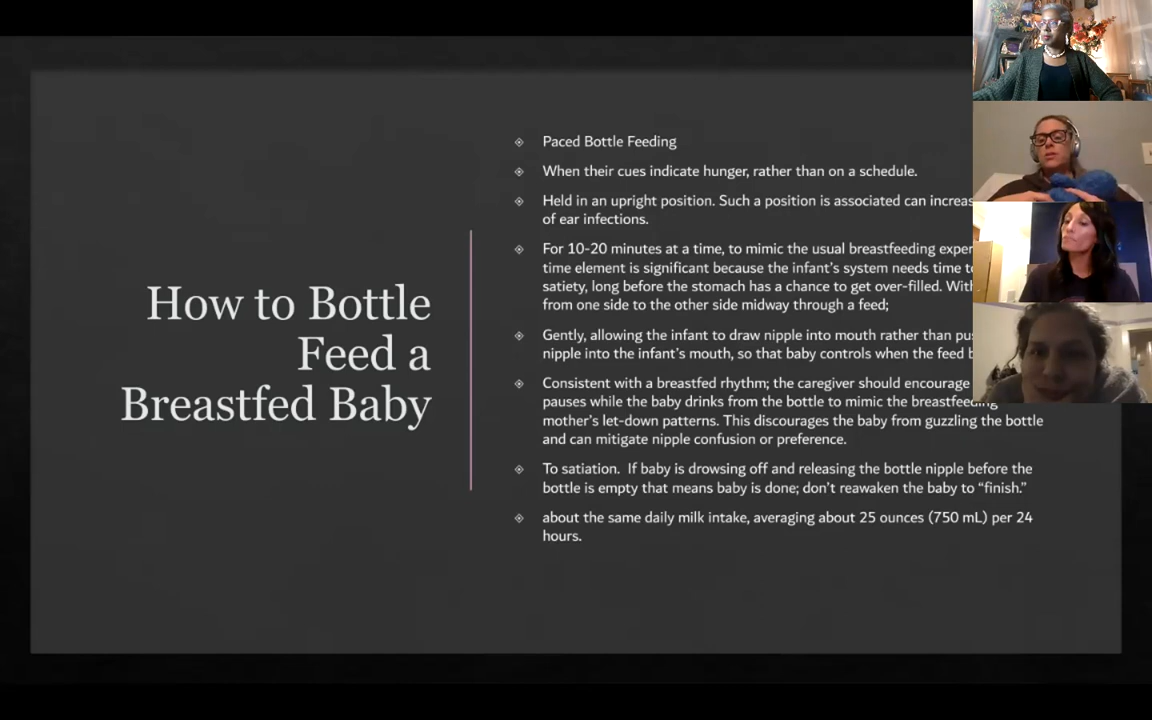 How to Bottle
Feed a
Breastfed Baby
Paced Bottle Feeding
When their cues indicate hunger, rather than on a schedule.
Held in an upright position. Such a position is associated can
of ear infections.
For 10-20 minutes at a time, to mimic the usual breastfeeding
time element is significant because the infant's system needs time
satiety, long before the stomach has a chance to get over-filled.
from one side to the other side midway through a feed;
Gently, allowing the infant to draw nipple into mouth rather than
nipple into the infant's mouth, so that baby controls when the feed
Consistent with a breastfed rhythm; the caregiver should encourage
pauses while the baby drinks from the bottle to mimic the breastfeeding
mother's let-down patterns. This discourages the baby from guzzling the bottle
and can mitigate nipple confusion or preference.
To satiation.  If baby is drowsing off and releasing the bottle nipple before the
bottle is empty that means baby is done; don't reawaken the baby to “finish.”
about the same daily milk intake, averaging about 25 ounces (750 mL) per 24
hours.